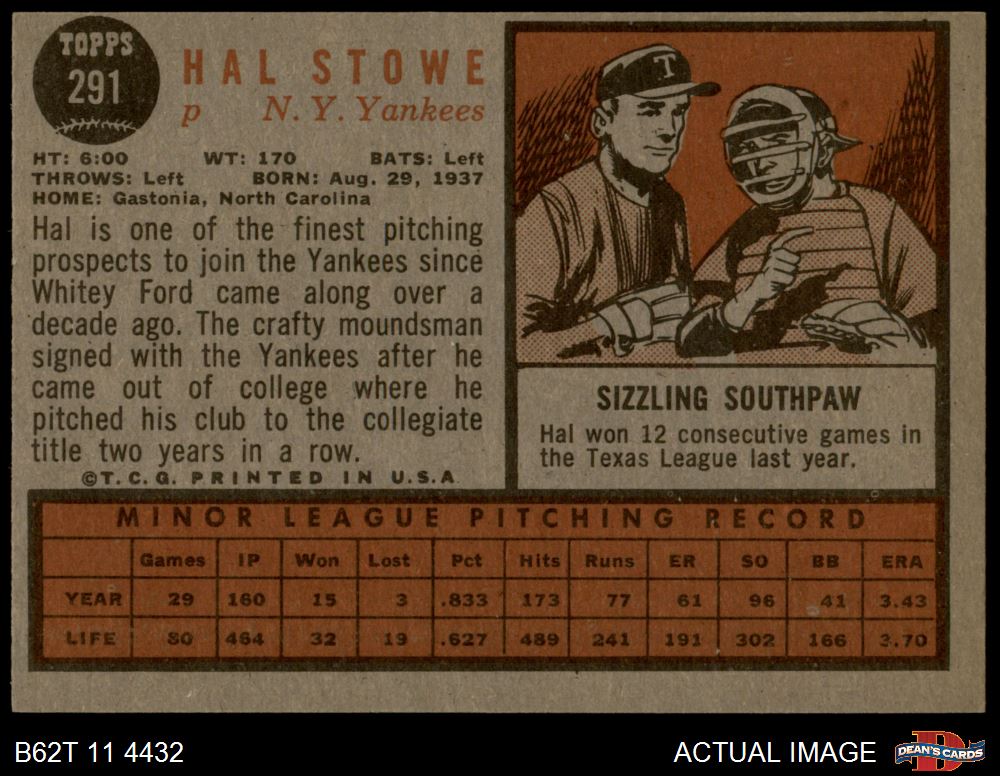 TOPPS
291
HAL STOWE
p N. Y. Yankees
HT: 6:00 WT: 170 BATS: Left
THROWS: Left BORN: Aug. 29, 1937
HOME: Gastonia, North Carolina
Hal is one of the finest pitching
prospects to join the Yankees since
Whitey Ford came along over a
decade ago. The crafty moundsman
signed with the Yankees after he
came out of college where he
pitched his club to the collegiate
title two years in a row.
©T.C.G. PRINTED IN U.S.A.
T
SIZZLING SOUTHPAW
Hal won 12 consecutive games in
the Texas League last year.
MINOR LEAGUE PITCHING RECORD
Games IP Won Lost Pct Hits Runs ER SO BB ERA
YEAR 29 160 15 3 .833 173 77 61 96 41 3.43
LIFE 80 464 32 19 .627 489 241 191 302 166 3.70
B62T 11 4432 ACTUAL IMAGE DEAN'S CARDS